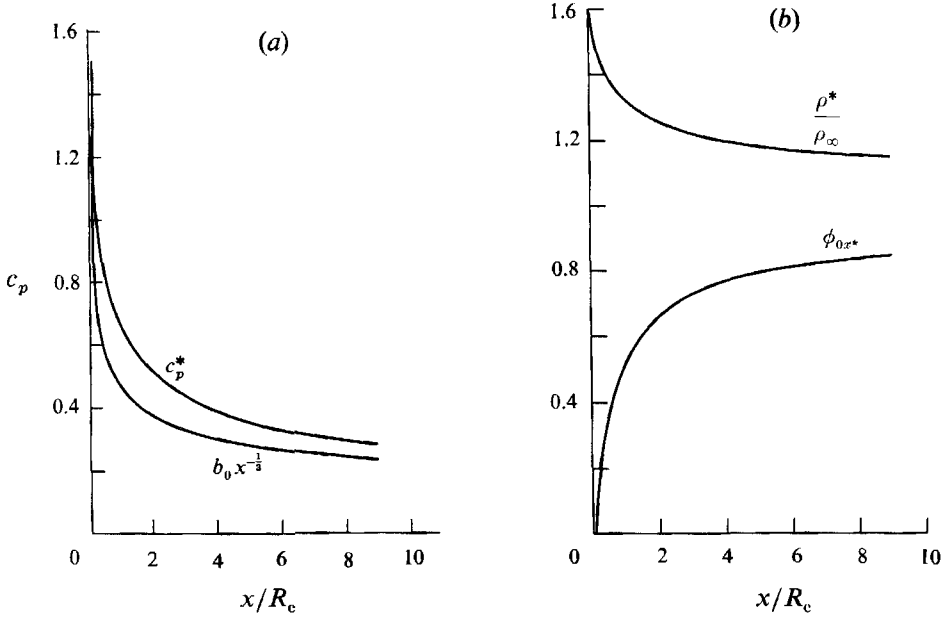 (a)
1.6
1.2
0.8
0.4
0
2
4
6
8
10
c_p
c_p^*
b_0 x^{-\frac{1}{3}}
x/R_c
(b)
1.6
1.2
0.8
0.4
0
2
4
6
8
10
\frac{ρ^*}{ρ_∞}
ϕ_{0x^*}
x/R_c